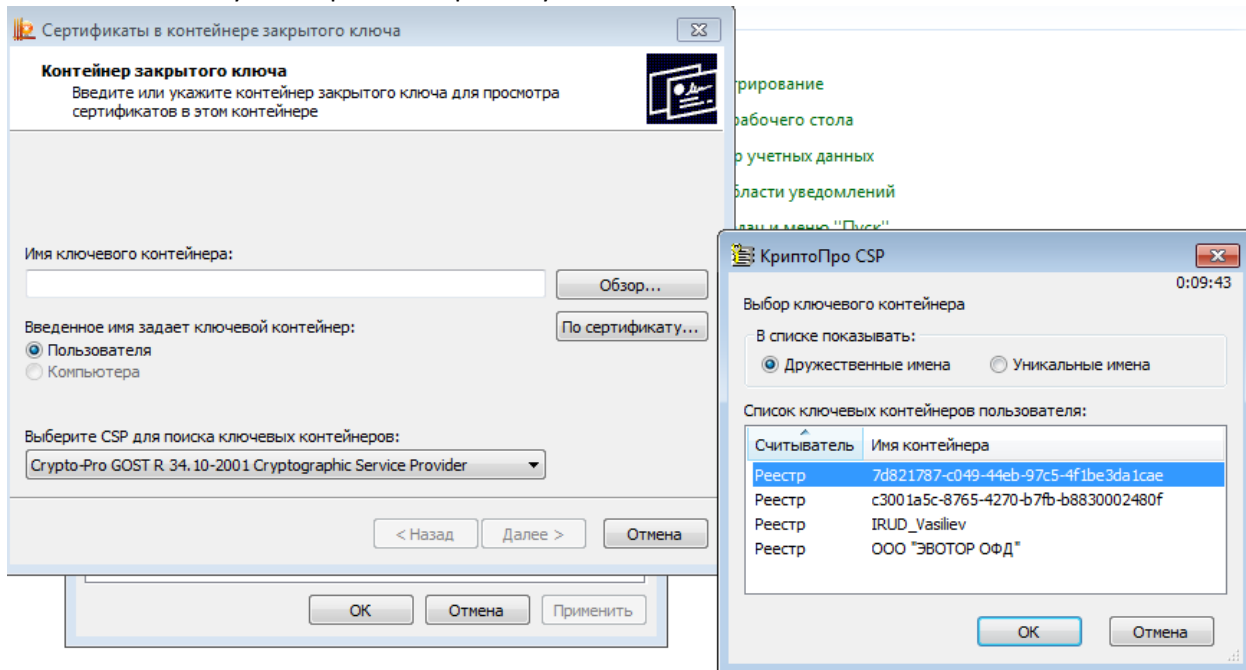 Сертификаты в контейнере закрытого ключа
Контейнер закрытого ключа
Введите или укажите контейнер закрытого ключа для просмотра
сертификатов в этом контейнере
Имя ключевого контейнера:
Обзор...
Введенное имя задает ключевой контейнер:
По сертификату...
Пользователя
Компьютера
Выберите CSP для поиска ключевых контейнеров:
Crypto-Pro GOST R 34.10-2001 Cryptographic Service Provider
< Назад
Далее >
Отмена
ОК
Отмена
Применить
рабочего стола
учетных данных
области уведомлений
и меню "Пуск"
КриптоПро CSP
0:09:43
Выбор ключевого контейнера
В списке показывать:
Дружественные имена
Уникальные имена
Список ключевых контейнеров пользователя:
Считыватель Имя контейнера
Реестр 7d821787-c049-44eb-97c5-4f1be3da1cae
Реестр c3001a5c-8765-4270-b7fb-b8830002480f
Реестр IRUD_Vasiliev
Реестр ООО "ЭВОТОР ОФД"
ОК
Отмена